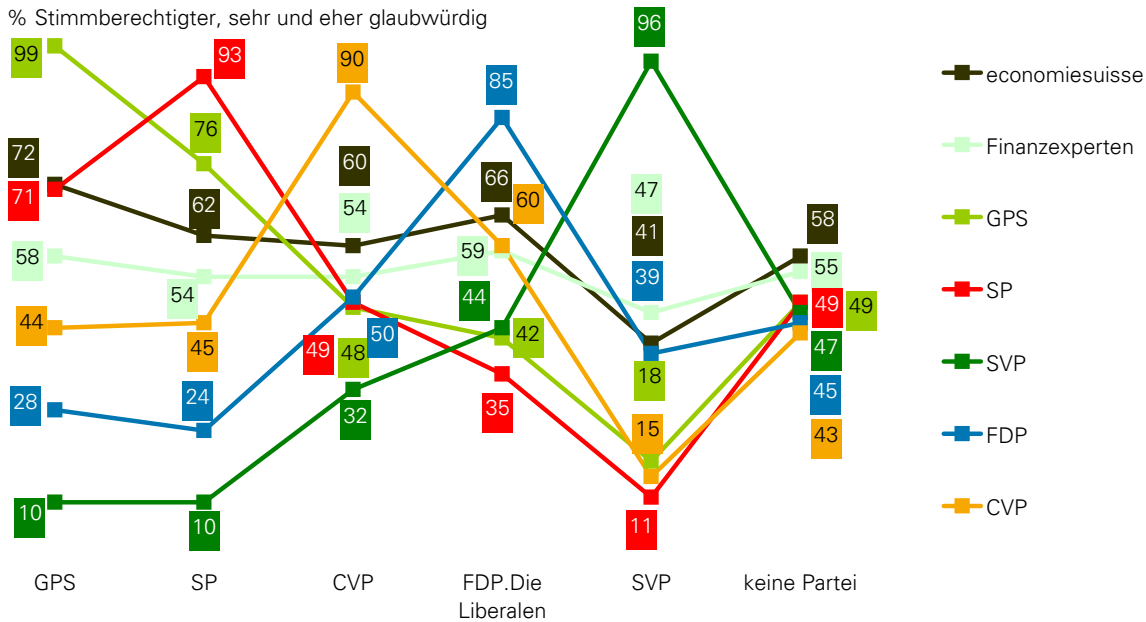 % Stimmberechtigter, sehr und eher glaubwürdig
99
72
71
58
44
28
10
93
76
62
54
45
24
10
90
60
54
49
50
48
32
85
66
60
59
44
42
35
96
47
41
39
18
15
11
58
55
49
49
47
45
43
GPS
SP
CVP
FDP.Die
Liberalen
SVP
keine Partei
economiesuisse
Finanzexperten
GPS
SP
SVP
FDP
CVP